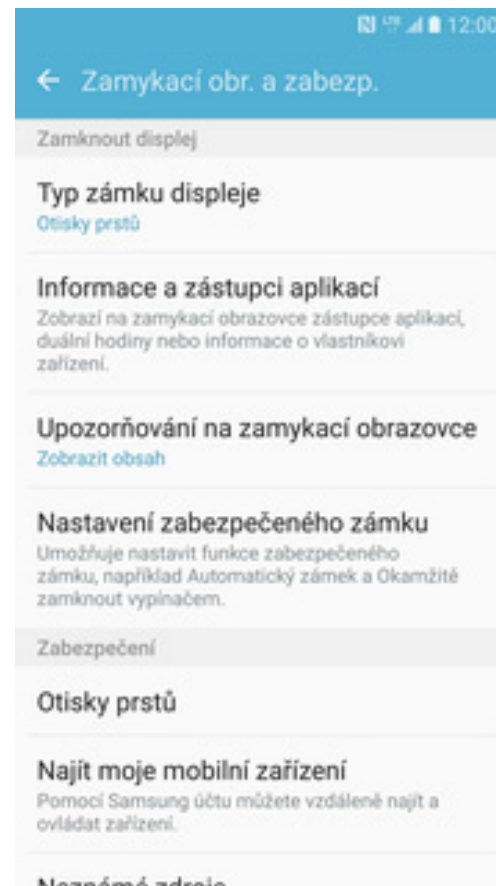 LTE 12:00
Zamykací obr. a zabezp.
Zamknout displej
Typ zámku displeje
Otisky prstů
Informace a zástupci aplikací
Zobrazí na zamykací obrazovce zástupce aplikací,
duální hodiny nebo informace o vlastníkovi
zařízení.
Upozorňování na zamykací obrazovce
Zobrazit obsah
Nastavení zabezpečeného zámku
Umožňuje nastavit funkce zabezpečeného
zámku, například Automatický zámek a Okamžitě
zamknout vypínačem.
Zabezpečení
Otisky prstů
Najít moje mobilní zařízení
Pomocí Samsung účtu můžete vzdáleně najít a
ovládat zařízení.
Neznámé zdroje